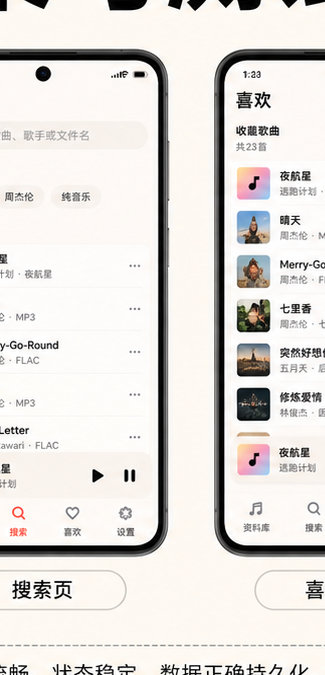 曲、歌手或文件名
周杰伦
纯音乐
星
计划 · 夜航星
伦 · MP3
y-Go-Round
伦 · FLAC
伦 · MP3
Letter
awari · FLAC
星
计划
搜索
喜欢
设置
搜索页
1:23
喜欢
收藏歌曲
共23首
夜航星
逃跑计划 ·
晴天
周杰伦 · M
Merry-Go
周杰伦 · F
七里香
周杰伦 · 七
突然好想你
五月天 · 后
修炼爱情
林俊杰 · 因
夜航星
逃跑计划
资料库
搜索
喜
流畅、状态稳定、数据正确持久化